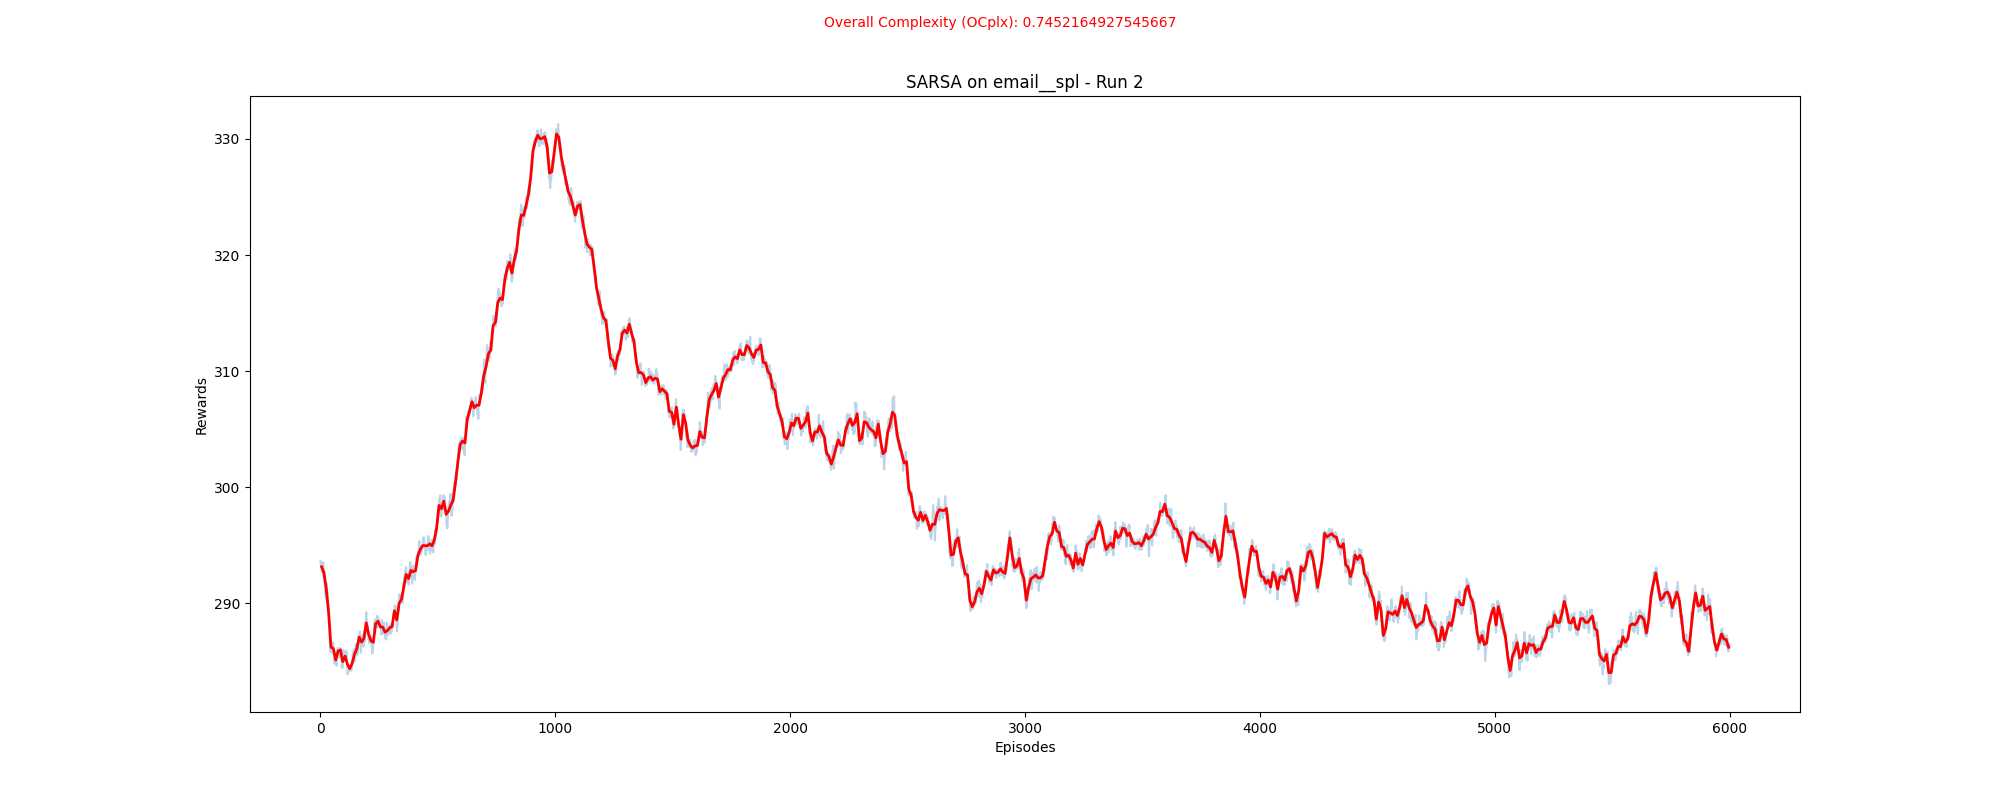 Overall Complexity (OCplx): 0.7452164927545667
SARSA on email__spl - Run 2
Rewards
330
320
310
300
290
0 1000 2000 3000 4000 5000 6000
Episodes